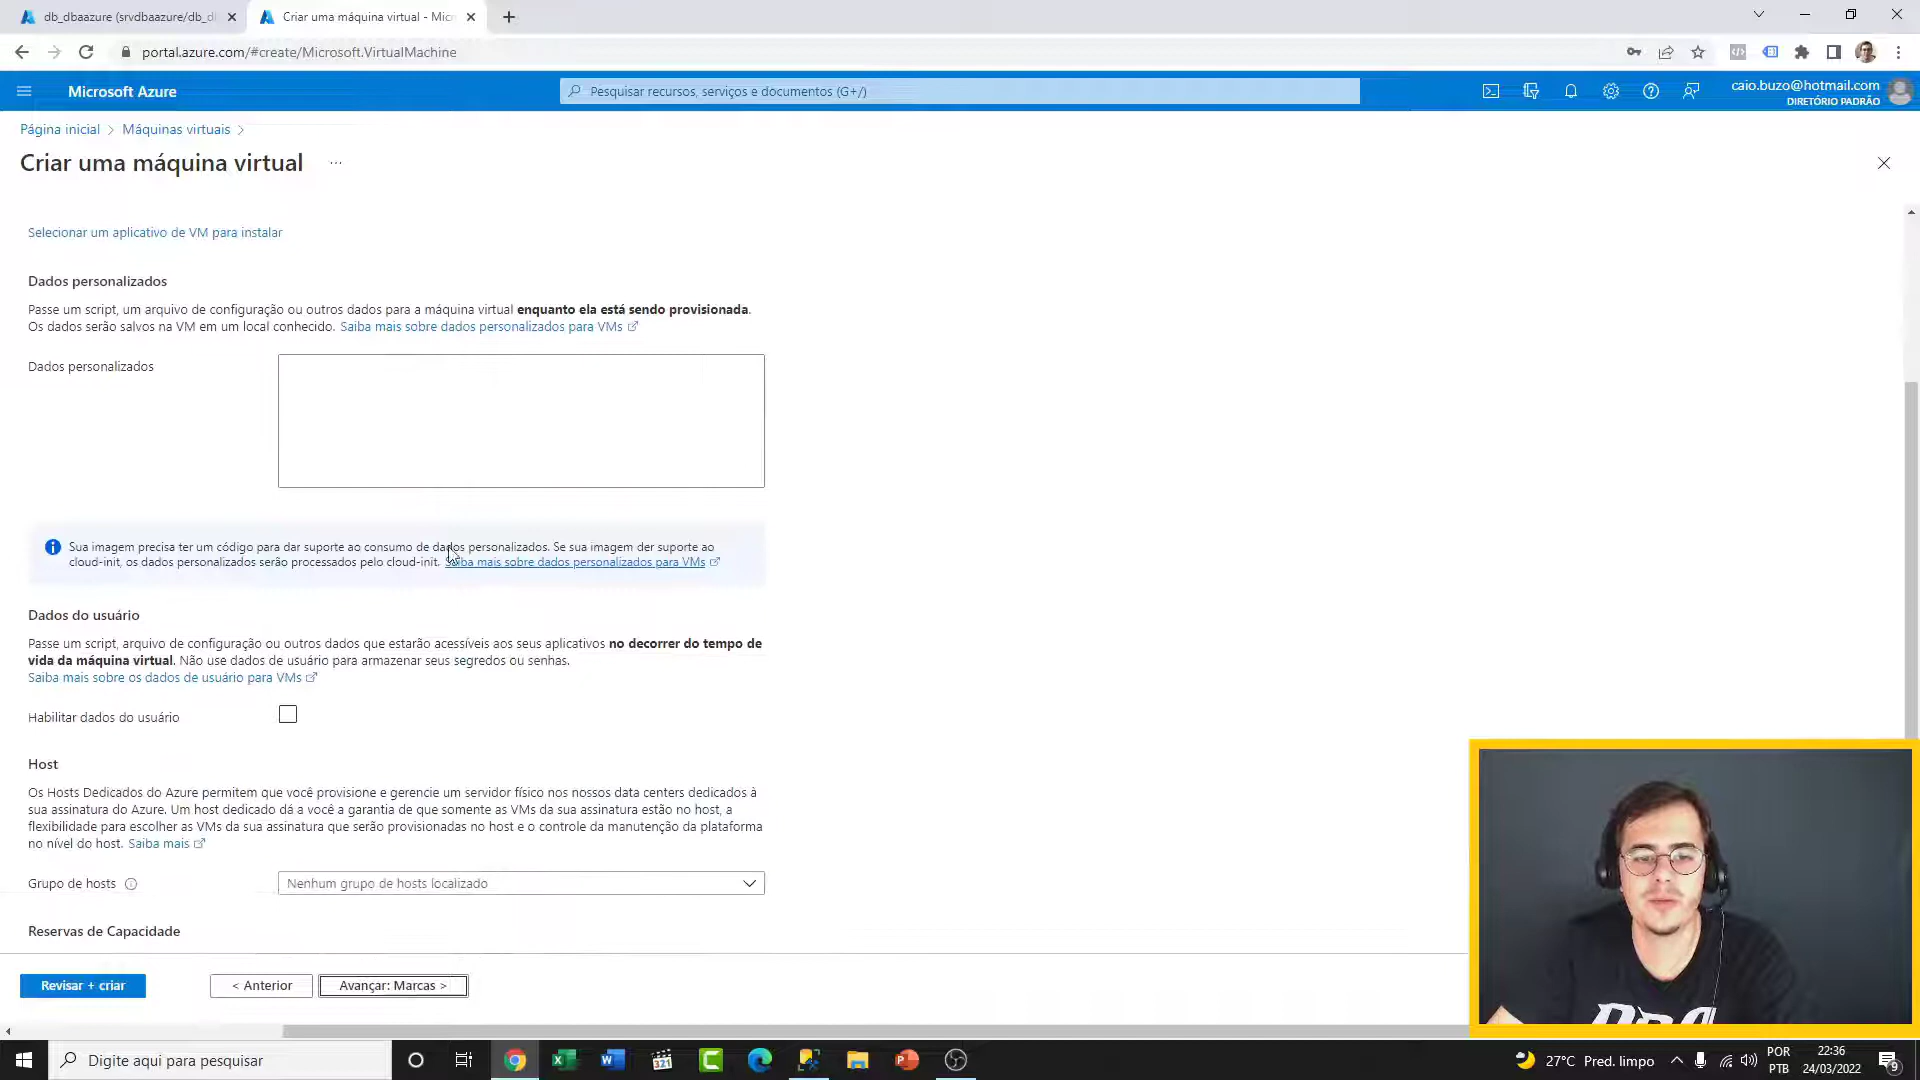 db_dbaazure (srvdbaazure/db_d
Criar uma máquina virtual - Micr
portal.azure.com/#create/Microsoft.VirtualMachine
Microsoft Azure
Pesquisar recursos, serviços e documentos (G+/)
caio.buzo@hotmail.com
DIRETÓRIO PADRÃO
Página inicial > Máquinas virtuais >
Criar uma máquina virtual ...
Selecionar um aplicativo de VM para instalar
Dados personalizados
Passe um script, um arquivo de configuração ou outros dados para a máquina virtual enquanto ela está sendo provisionada.
Os dados serão salvos na VM em um local conhecido. Saiba mais sobre dados personalizados para VMs
Dados personalizados
Sua imagem precisa ter um código para dar suporte ao consumo de dados personalizados. Se sua imagem der suporte ao
cloud-init, os dados personalizados serão processados pelo cloud-init. Saiba mais sobre dados personalizados para VMs
Dados do usuário
Passe um script, arquivo de configuração ou outros dados que estarão acessíveis aos seus aplicativos no decorrer do tempo de
vida da máquina virtual. Não use dados de usuário para armazenar seus segredos ou senhas.
Saiba mais sobre os dados de usuário para VMs
Habilitar dados do usuário
Host
Os Hosts Dedicados do Azure permitem que você provisione e gerencie um servidor físico nos nossos data centers dedicados à
sua assinatura do Azure. Um host dedicado dá a você a garantia de que somente as VMs da sua assinatura estão no host, a
flexibilidade para escolher as VMs da sua assinatura que serão provisionadas no host e o controle da manutenção da plataforma
no nível do host. Saiba mais
Grupo de hosts
Nenhum grupo de hosts localizado
Reservas de Capacidade
Revisar + criar
< Anterior
Avançar: Marcas >
Digite aqui para pesquisar
321
27°C Pred. limpo
POR
PTB
22:36
24/03/2022
9